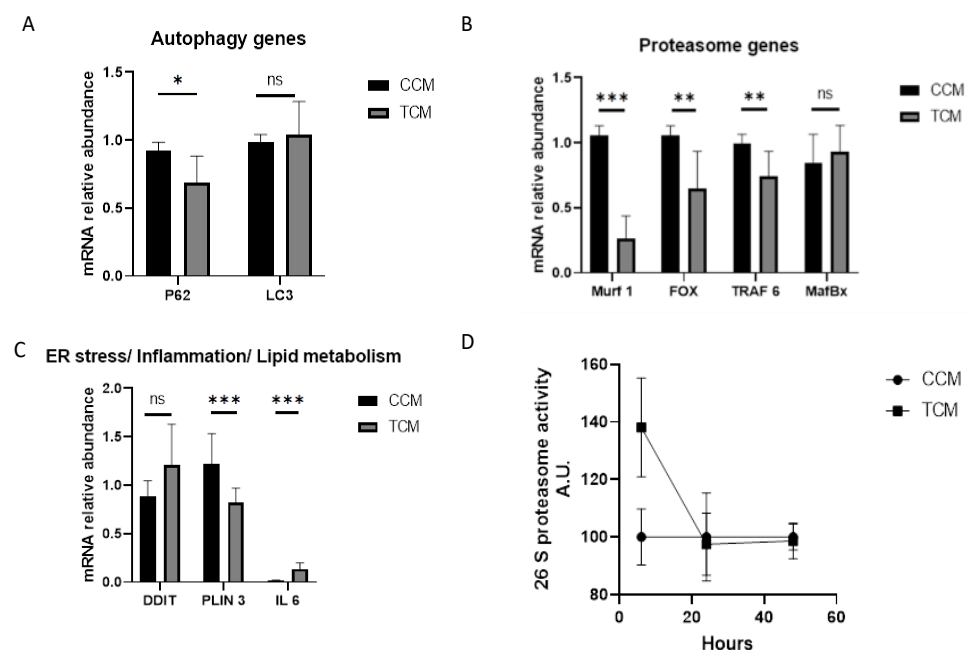 A
Autophagy genes
mRNA relative abundance
1.5
1.0
0.5
0.0
*
ns
P62
LC3
CCM
TCM
B
Proteasome genes
mRNA relative abundance
1.5
1.0
0.5
0.0
***
**
**
ns
Murf 1
FOX
TRAF 6
MafBx
CCM
TCM
C
ER stress/ Inflammation/ Lipid metabolism
mRNA relative abundance
2.0
1.5
1.0
0.5
0.0
ns
***
***
DDIT
PLIN 3
IL 6
CCM
TCM
D
26 S proteasome activity
A.U.
160
140
120
100
80
0
20
40
60
Hours
CCM
TCM